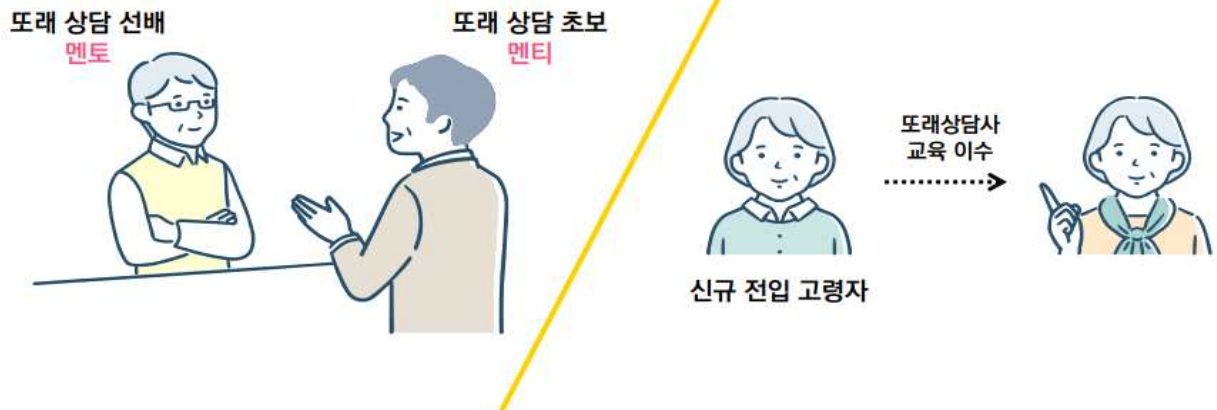 또래 상담 선배
멘토
또래 상담 초보
멘티
또래상담사
교육 이수
신규 전입 고령자